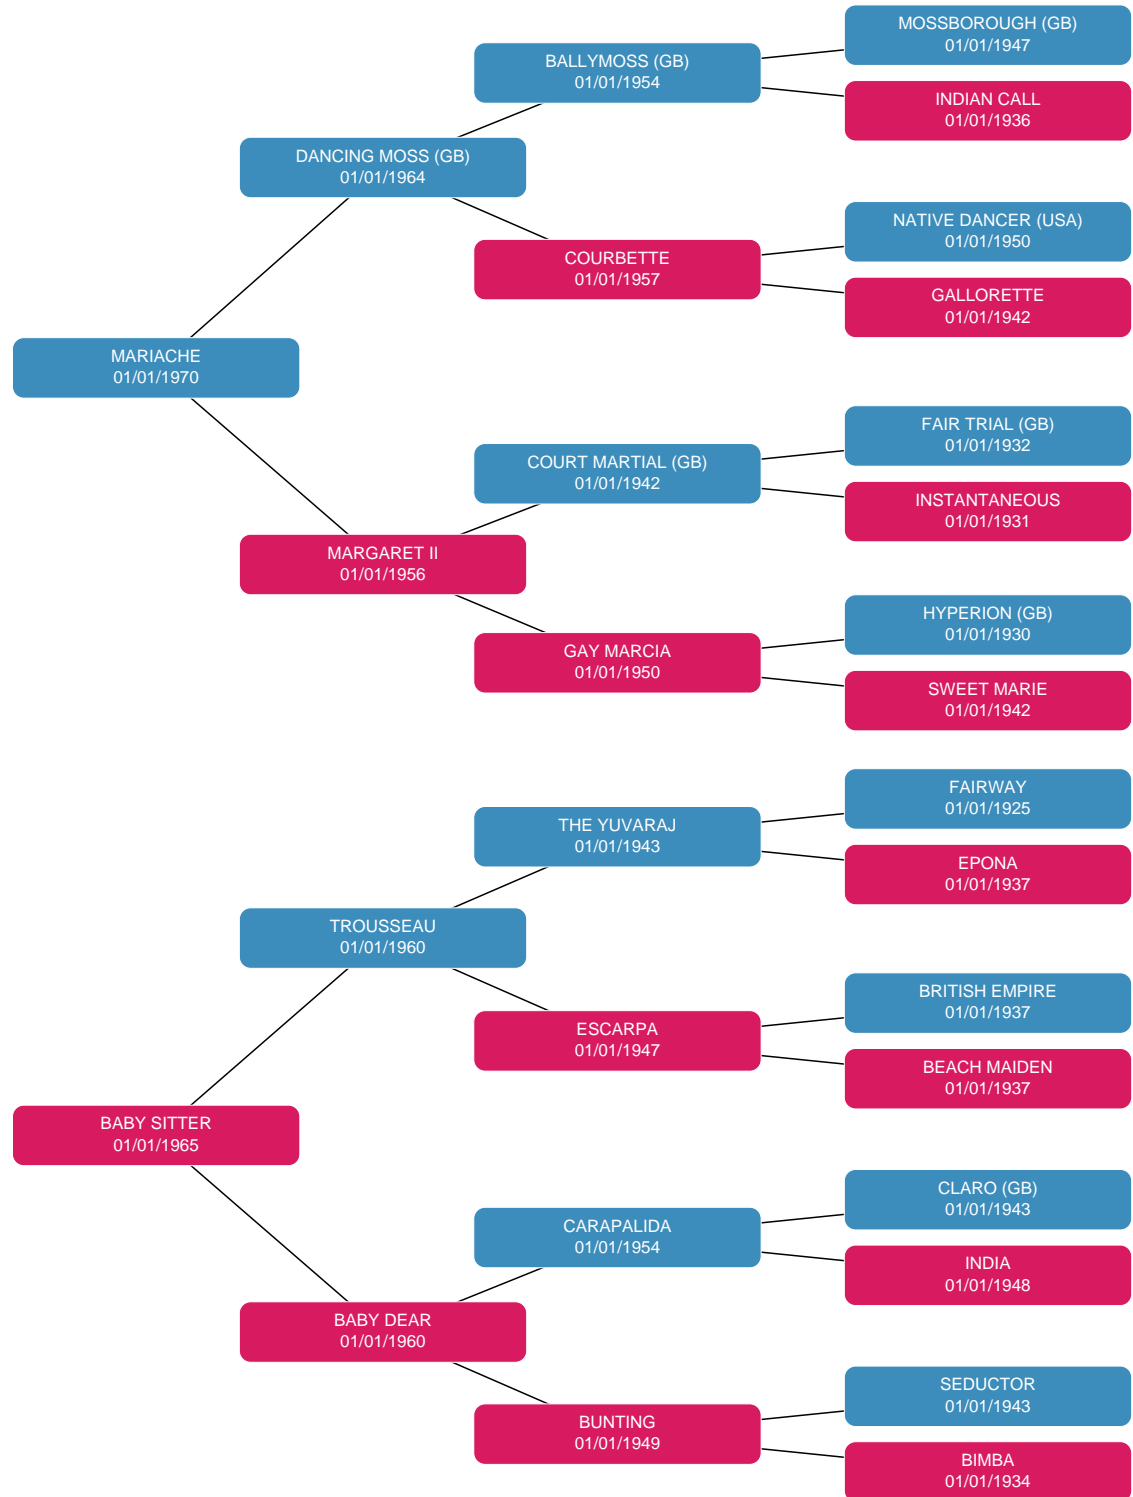 MOSSBOROUGH (GB)
01/01/1947
BALLYMOSS (GB)
01/01/1954
INDIAN CALL
01/01/1936
DANCING MOSS (GB)
01/01/1964
NATIVE DANCER (USA)
01/01/1950
COURBETTE
01/01/1957
GALLORETTE
01/01/1942
MARIACHE
01/01/1970
FAIR TRIAL (GB)
01/01/1932
COURT MARTIAL (GB)
01/01/1942
INSTANTANEOUS
01/01/1931
MARGARET II
01/01/1956
HYPERION (GB)
01/01/1930
GAY MARCIA
01/01/1950
SWEET MARIE
01/01/1942
FAIRWAY
01/01/1925
THE YUVARAJ
01/01/1943
EPONA
01/01/1937
TROUSSEAU
01/01/1960
BRITISH EMPIRE
01/01/1937
ESCARPA
01/01/1947
BEACH MAIDEN
01/01/1937
BABY SITTER
01/01/1965
CLARO (GB)
01/01/1943
CARAPALIDA
01/01/1954
INDIA
01/01/1948
BABY DEAR
01/01/1960
SEDUCTOR
01/01/1943
BUNTING
01/01/1949
BIMBA
01/01/1934